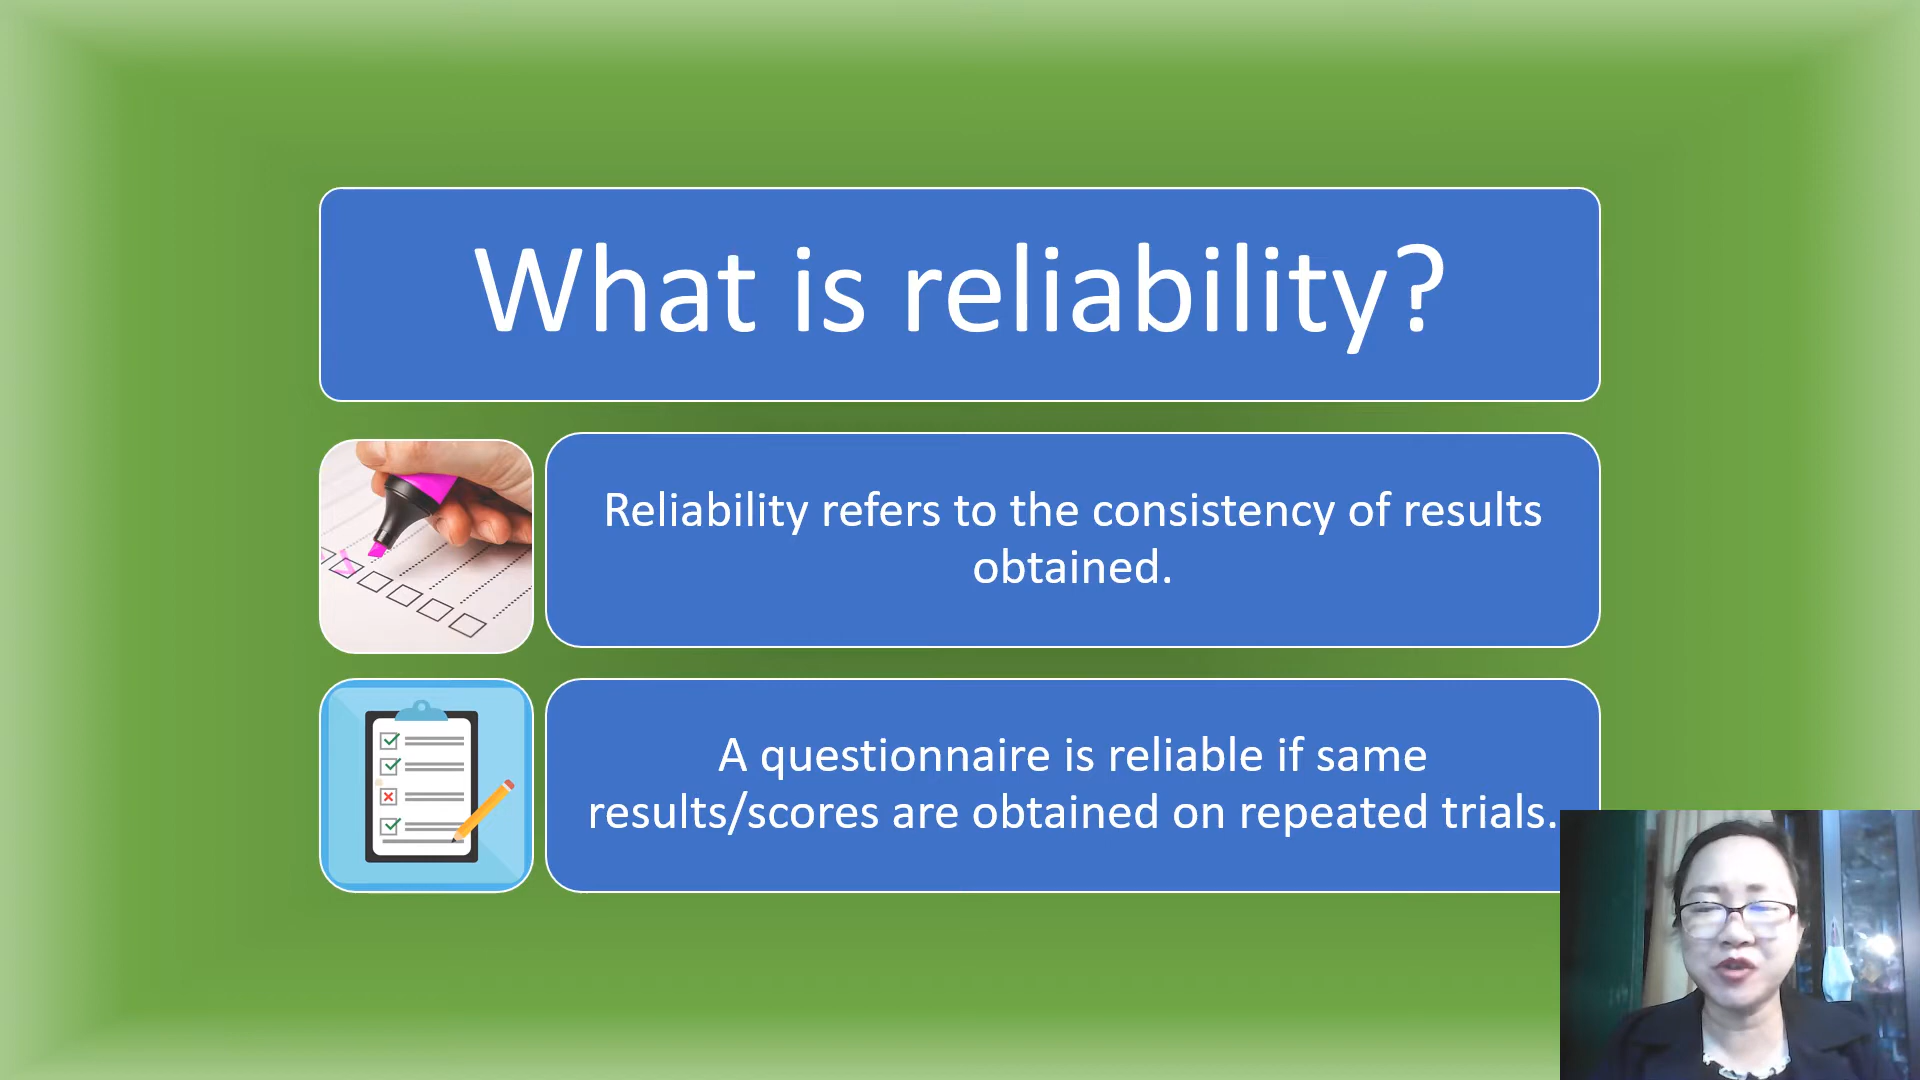 What is reliability?
Reliability refers to the consistency of results
obtained.
A questionnaire is reliable if same
results/scores are obtained on repeated trials.